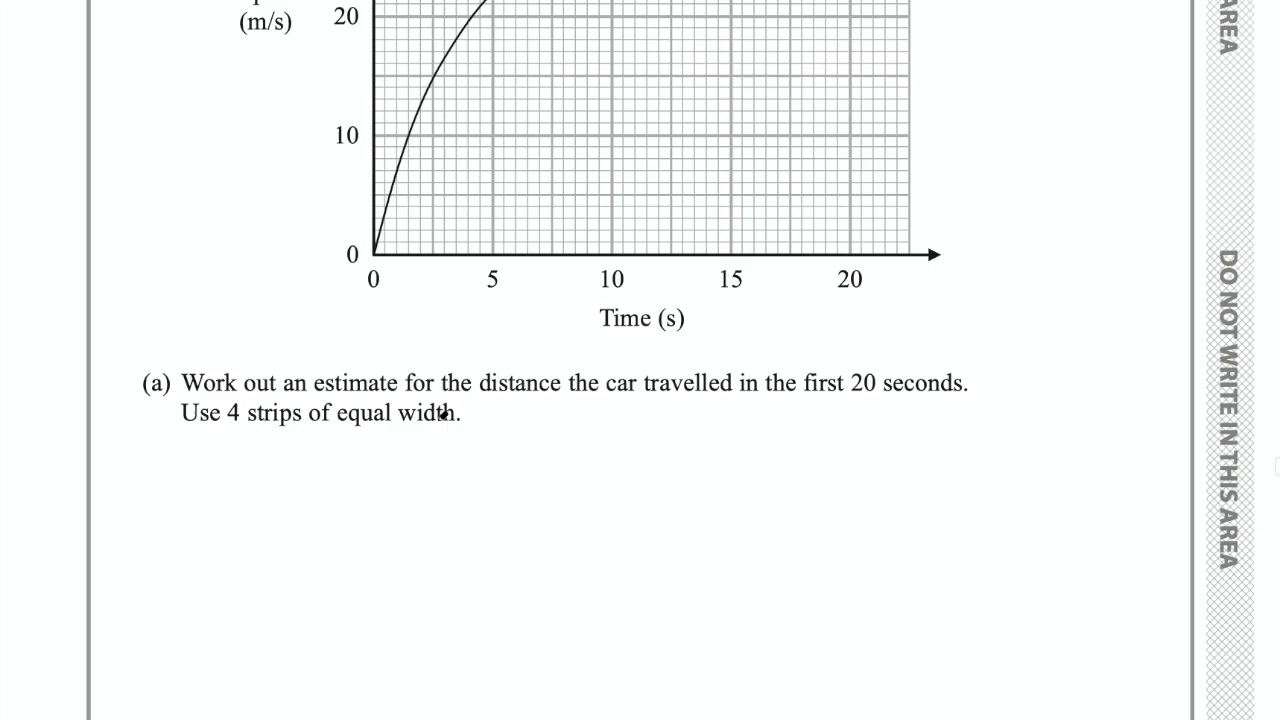 (m/s)
20
10
0
0 5 10 15 20
Time (s)
(a) Work out an estimate for the distance the car travelled in the first 20 seconds.
Use 4 strips of equal width.
AREA
DO NOT WRITE IN THIS AREA